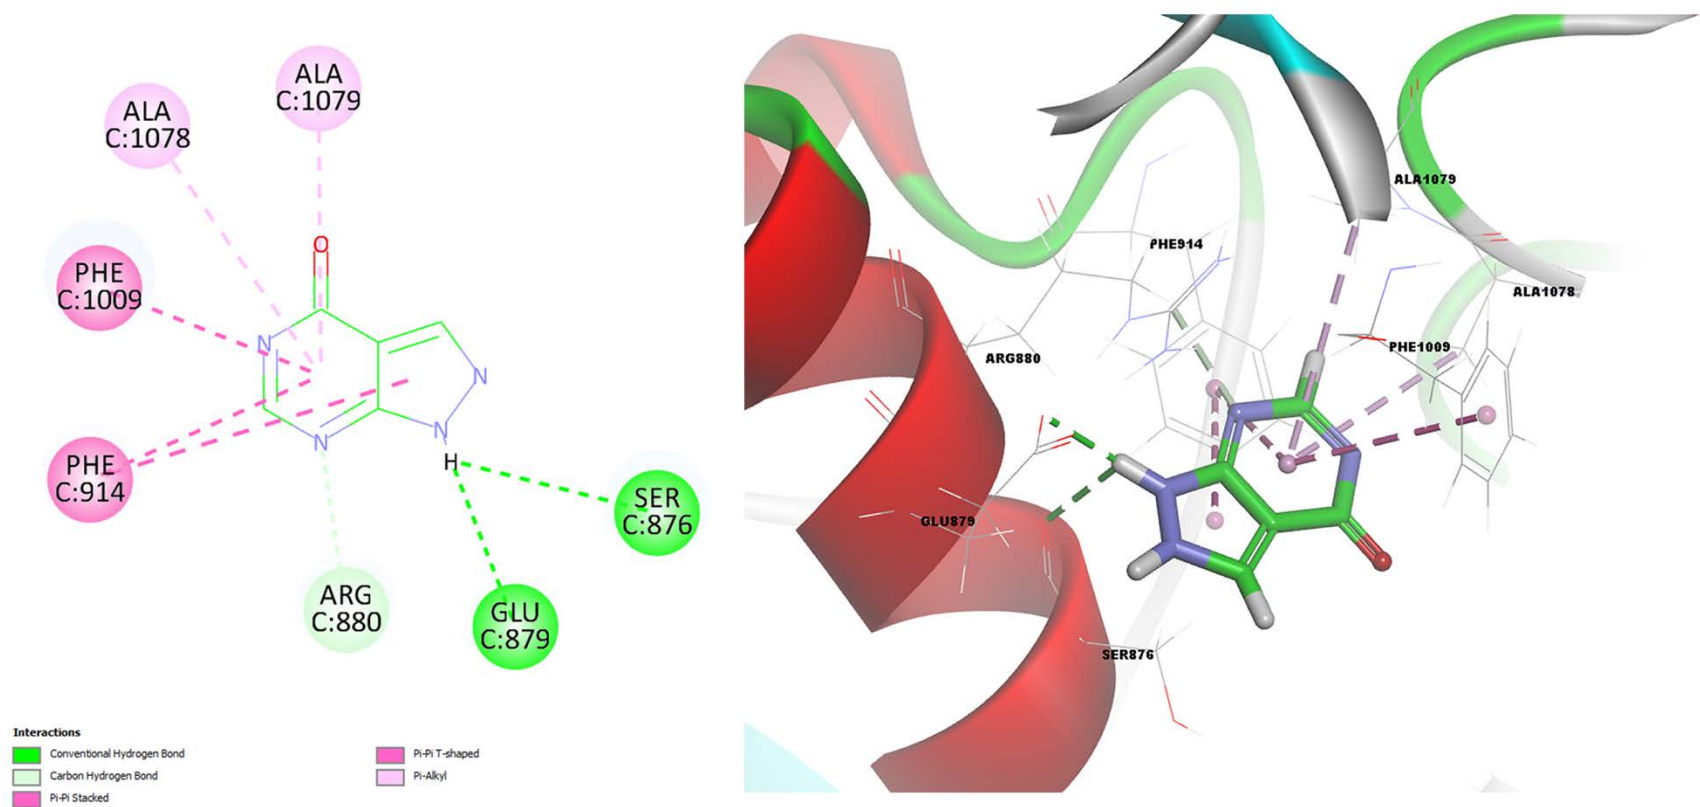 ALA
C:1079
ALA
C:1078
PHE
C:1009
O
N
N
N
N
H
PHE
C:914
SER
C:876
ARG
C:880
GLU
C:879
Interactions
Conventional Hydrogen Bond
Carbon Hydrogen Bond
Pi-Pi Stacked
Pi-Pi T-shaped
Pi-Alkyl
ALA1079
PHE914
ALA1078
PHE1009
ARG880
GLU879
SER876